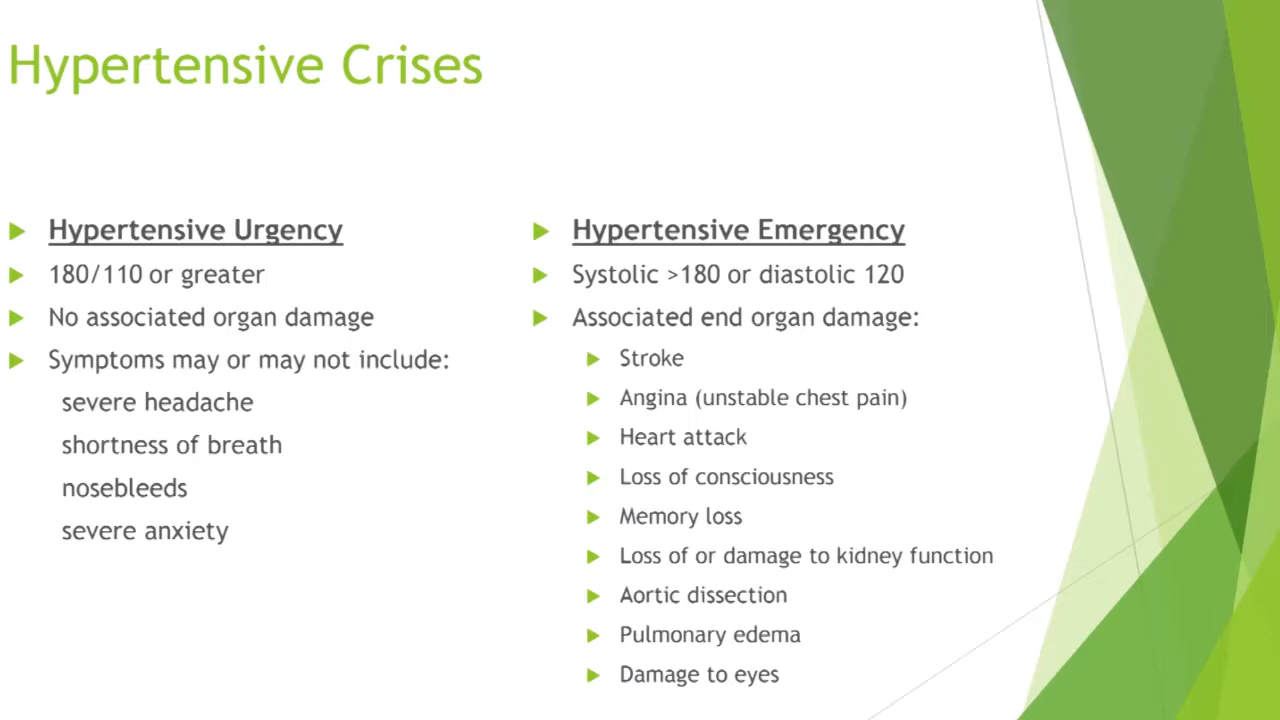 Hypertensive Crises
Hypertensive Urgency
180/110 or greater
No associated organ damage
Symptoms may or may not include:
severe headache
shortness of breath
nosebleeds
severe anxiety
Hypertensive Emergency
Systolic >180 or diastolic 120
Associated end organ damage:
Stroke
Angina (unstable chest pain)
Heart attack
Loss of consciousness
Memory loss
Loss of or damage to kidney function
Aortic dissection
Pulmonary edema
Damage to eyes